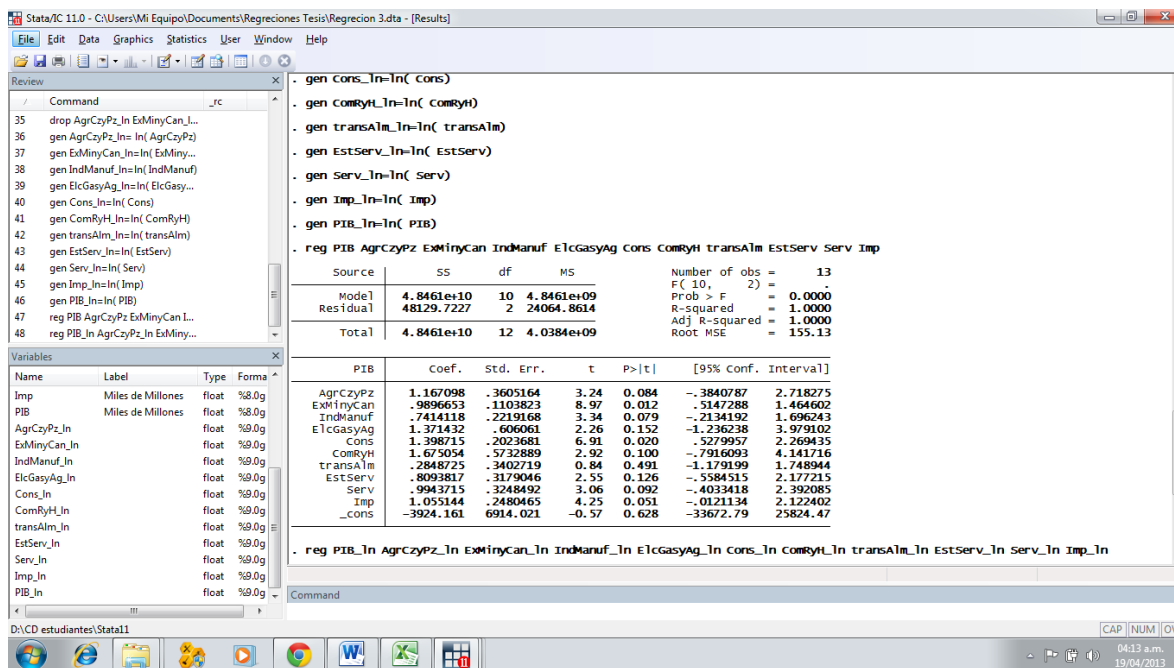 Stata/IC 11.0 - C:\Users\Mi Equipo\Documents\Regreciones Tesis\Regrecion 3.dta - [Results]
File Edit Data Graphics Statistics User Window Help
Review
Command _rc
35 drop AgrCzyPz_ln ExMinyCan_l...
36 gen AgrCzyPz_ln= ln( AgrCzyPz)
37 gen ExMinyCan_ln=ln( ExMiny...
38 gen IndManuf_ln=ln( IndManuf)
39 gen ElcGasyAg_ln=ln( ElcGasy...
40 gen Cons_ln=ln( Cons)
41 gen ComRyH_ln=ln( ComRyH)
42 gen transAlm_ln=ln( transAlm)
43 gen EstServ_ln=ln( EstServ)
44 gen Serv_ln=ln( Serv)
45 gen Imp_ln=ln( Imp)
46 gen PIB_ln=ln( PIB)
47 reg PIB AgrCzyPz ExMinyCan I...
48 reg PIB_ln AgrCzyPz_ln ExMiny...
Variables
Name Label Type Forma
Imp Miles de Millones float %8.0g
PIB Miles de Millones float %8.0g
AgrCzyPz_ln float %9.0g
ExMinyCan_ln float %9.0g
IndManuf_ln float %9.0g
ElcGasyAg_ln float %9.0g
Cons_ln float %9.0g
ComRyH_ln float %9.0g
transAlm_ln float %9.0g
EstServ_ln float %9.0g
Serv_ln float %9.0g
Imp_ln float %9.0g
PIB_ln float %9.0g
. gen Cons_ln=ln( Cons)
. gen ComRyH_ln=ln( ComRyH)
. gen transAlm_ln=ln( transAlm)
. gen EstServ_ln=ln( EstServ)
. gen Serv_ln=ln( Serv)
. gen Imp_ln=ln( Imp)
. gen PIB_ln=ln( PIB)
. reg PIB AgrCzyPz ExMinyCan IndManuf ElcGasyAg Cons ComRyH transAlm EstServ Serv Imp
Source SS df MS Number of obs = 13
F( 10, 2) = .
Model 4.8461e+10 10 4.8461e+09 Prob > F = 0.0000
Residual 48129.7227 2 24064.8614 R-squared = 1.0000
Adj R-squared = 1.0000
Total 4.8461e+10 12 4.0384e+09 Root MSE = 155.13
PIB Coef. Std. Err. t P>|t| [95% Conf. Interval]
AgrCzyPz 1.167098 .3605164 3.24 0.084 -.3840787 2.718275
ExMinyCan .9896653 .1103823 8.97 0.012 .5147288 1.464602
IndManuf .7414118 .2219168 3.34 0.079 -.2134192 1.696243
ElcGasyAg 1.371432 .606061 2.26 0.152 -1.236238 3.979102
Cons 1.398715 .2023681 6.91 0.020 .5279957 2.269435
ComRyH 1.675054 .5732889 2.92 0.100 -.7916093 4.141716
transAlm .2848725 .3402719 0.84 0.491 -1.179199 1.748944
EstServ .8093817 .3179046 2.55 0.126 -.5584515 2.177215
Serv .9943715 .3248492 3.06 0.092 -.4033418 2.392085
Imp 1.055144 .2480465 4.25 0.051 -.0121134 2.122402
_cons -3924.161 6914.021 -0.57 0.628 -33672.79 25824.47
. reg PIB_ln AgrCzyPz_ln ExMinyCan_ln IndManuf_ln ElcGasyAg_ln Cons_ln ComRyH_ln transAlm_ln EstServ_ln Serv_ln Imp_ln
Command
D:\CD estudiantes\Stata11
CAP NUM OV
04:13 a.m.
19/04/2013